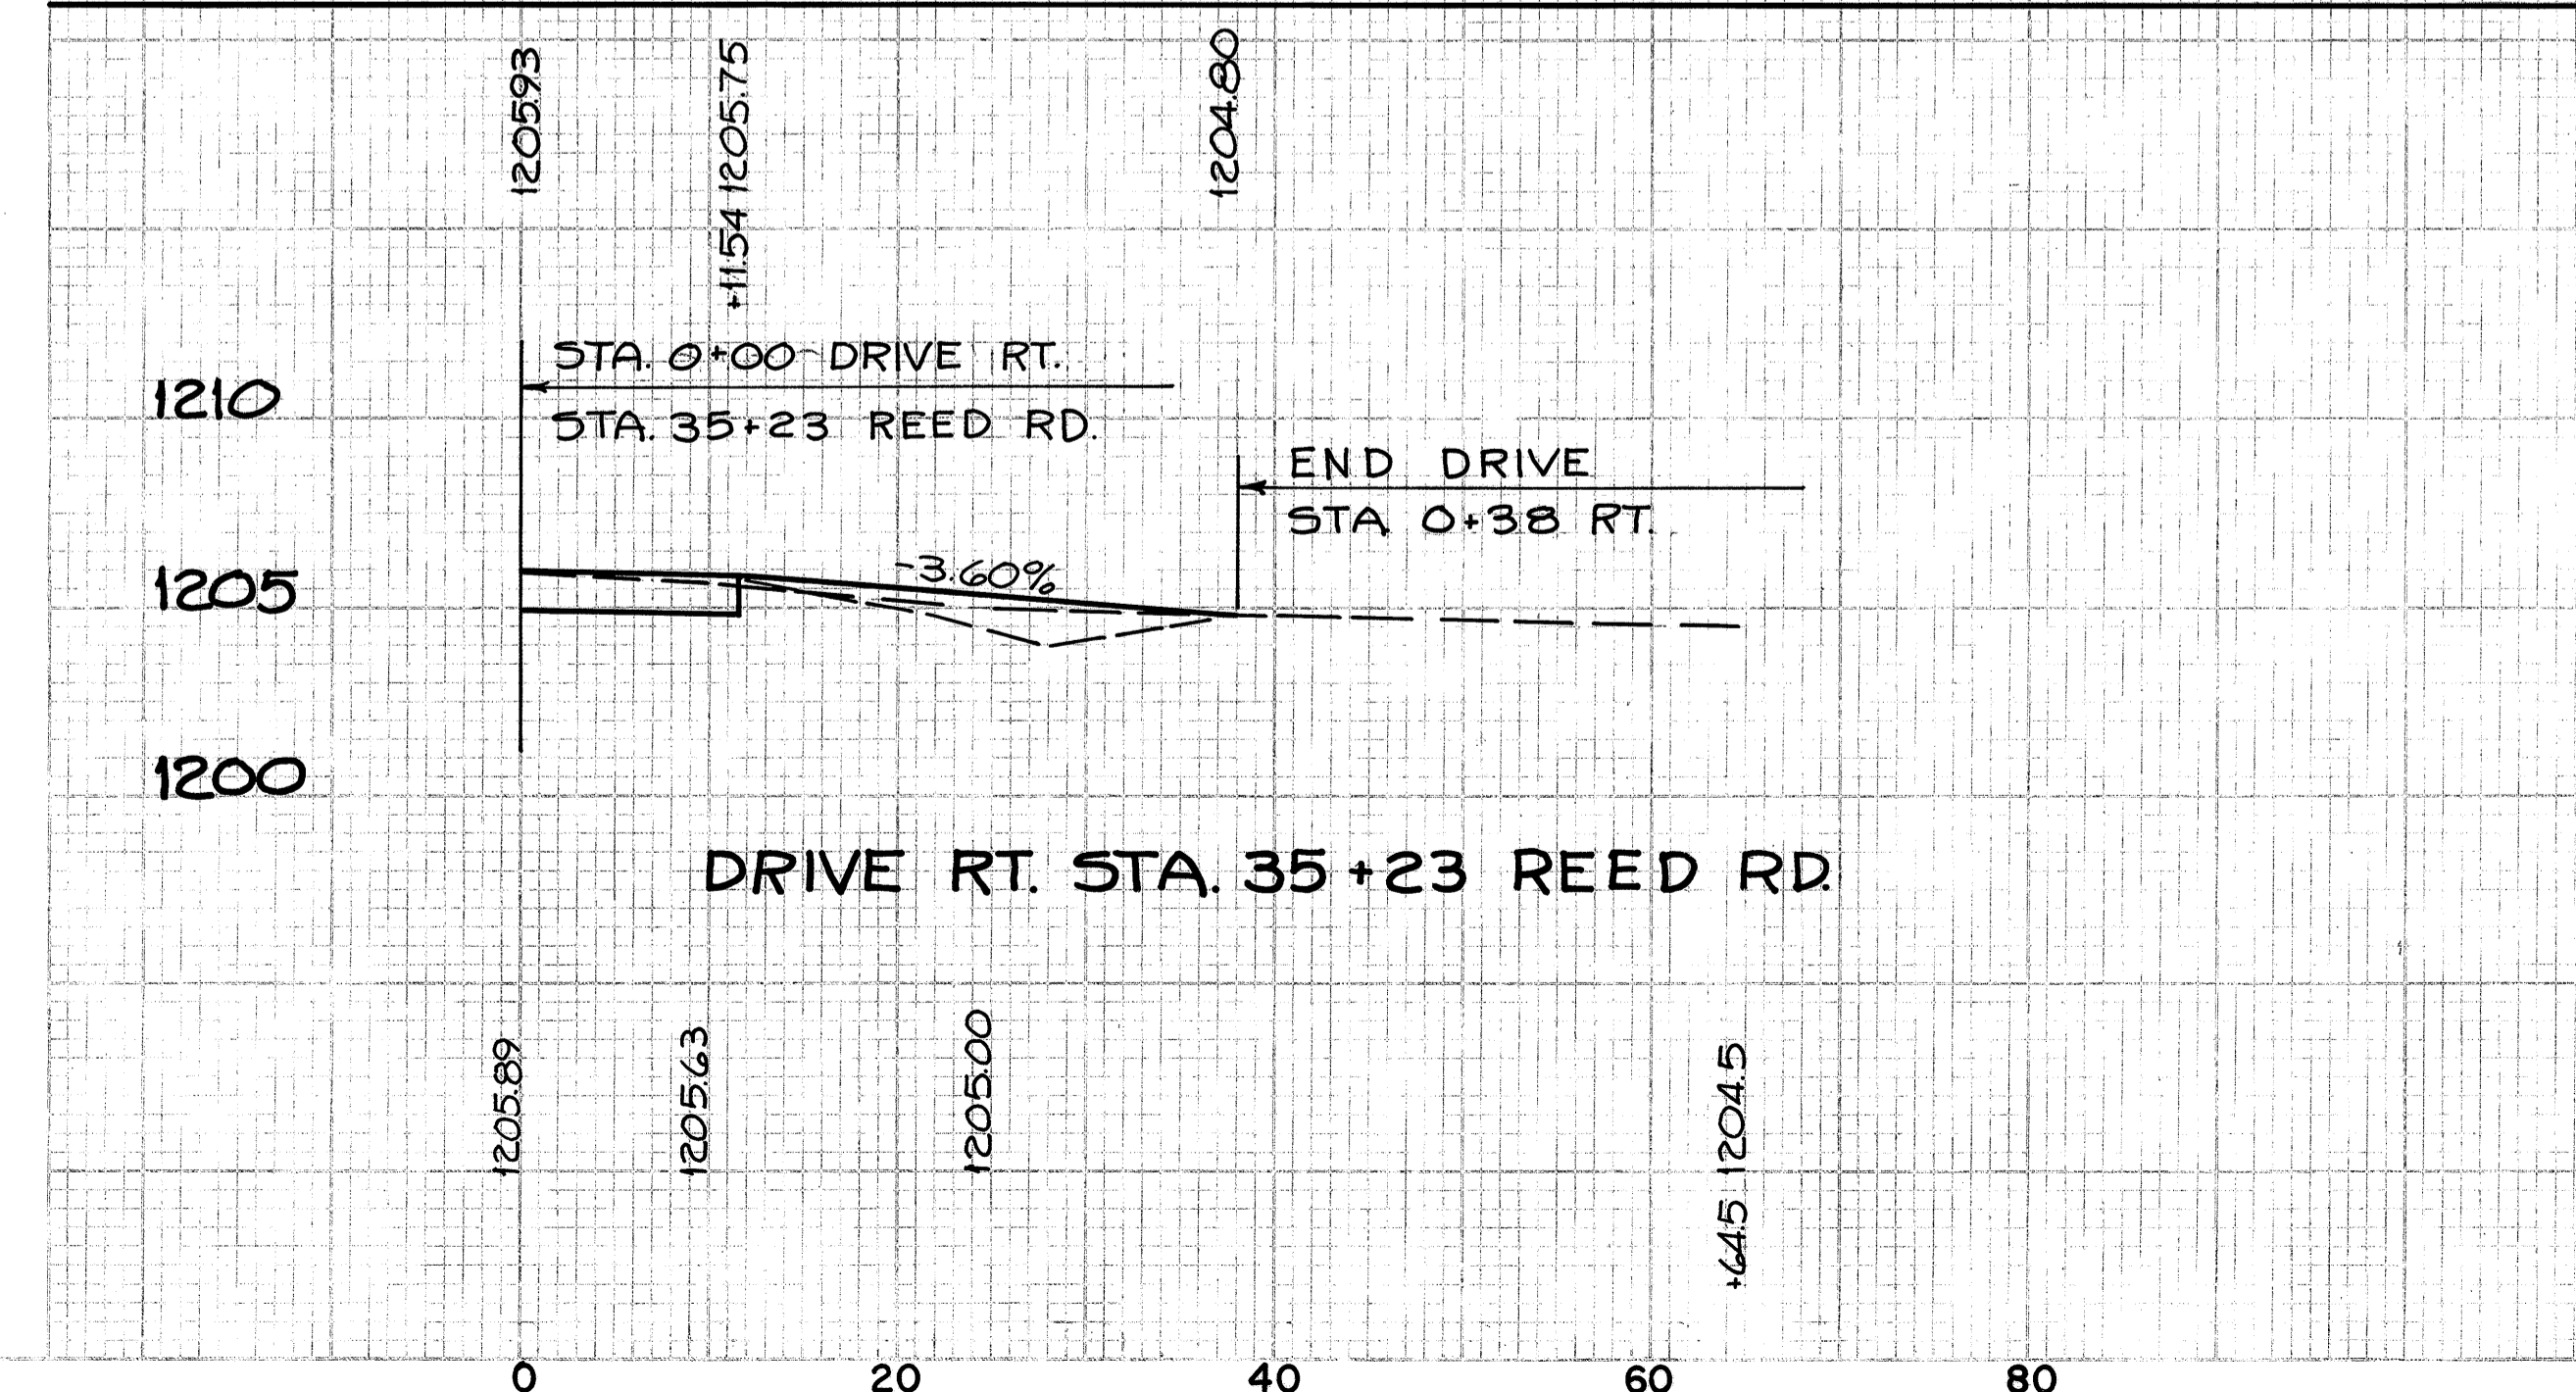 1205.93
+11.54 1205.75
1204.80
STA. 0+00 DRIVE RT.
1210
STA. 35+23 REED RD.
END DRIVE
STA. 0+38 RT.
-3.60%
1205
1200
DRIVE RT. STA. 35+23 REED RD.
1205.89
1205.63
1205.00
+64.5 1204.5
0 20 40 60 80